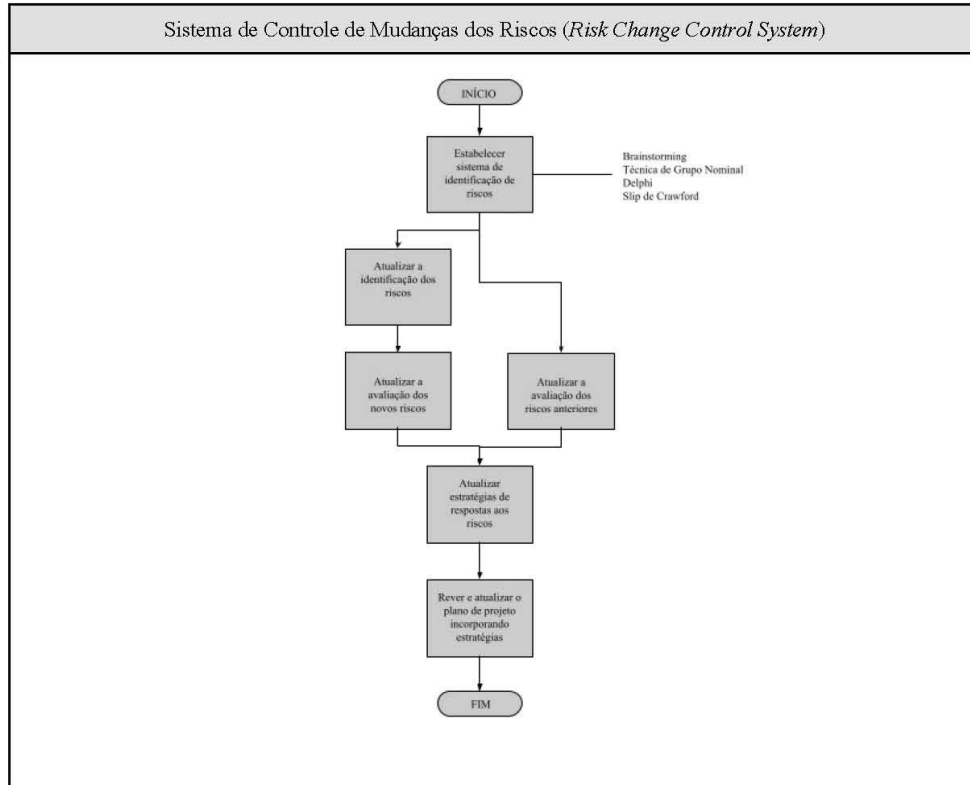 Sistema de Controle de Mudanças dos Riscos (Risk Change Control System)
INÍCIO
Estabelecer
sistema de
identificação de
riscos
Brainstorming
Técnica de Grupo Nominal
Delphi
Slip de Crawford
Atualizar a
identificação dos
riscos
Atualizar a
avaliação dos
novos riscos
Atualizar a
avaliação dos
riscos anteriores
Atualizar
estratégias de
respostas aos
riscos
Rever e atualizar o
plano de projeto
incorporando
estratégias
FIM